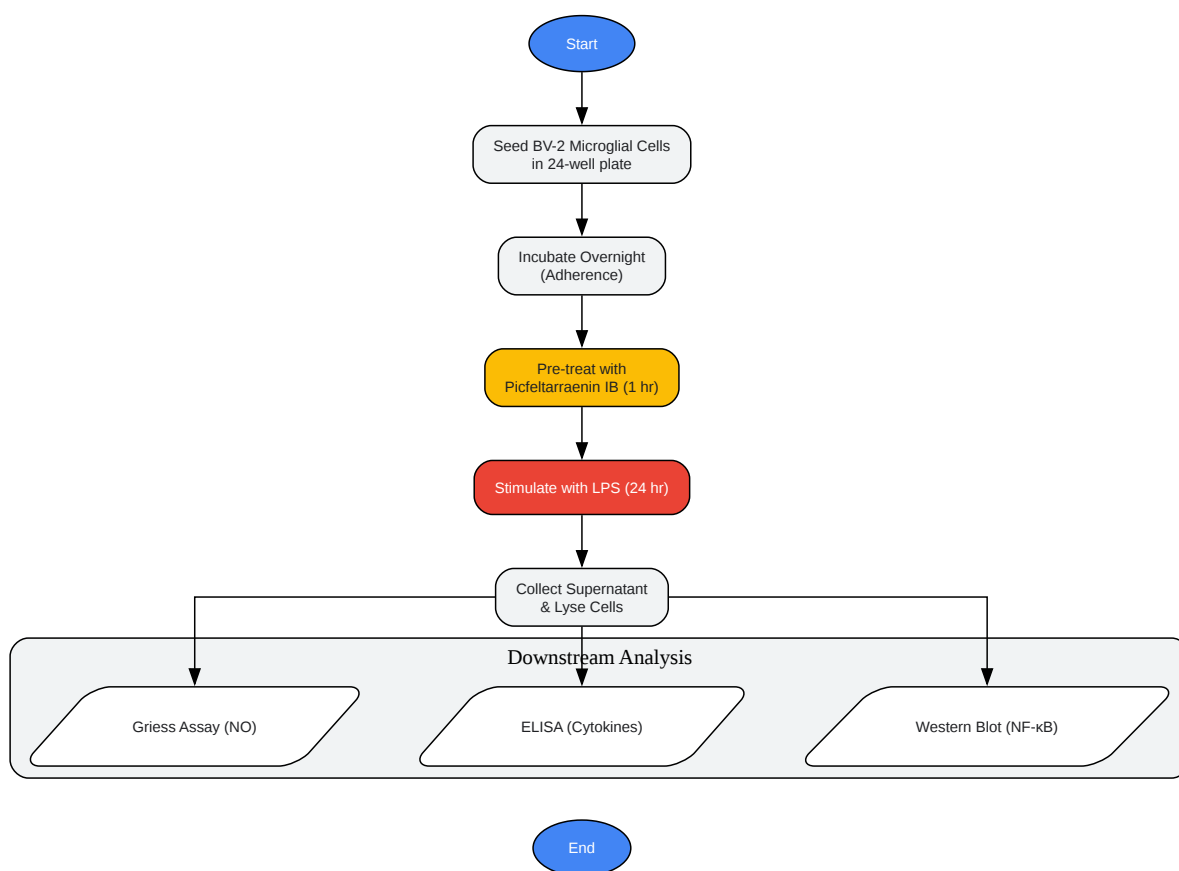 Start
Seed BV-2 Microglial Cells
in 24-well plate
Incubate Overnight
(Adherence)
Pre-treat with
Picfeltarraenin IB (1 hr)
Stimulate with LPS (24 hr)
Collect Supernatant
& Lyse Cells
Downstream Analysis
Griess Assay (NO)
ELISA (Cytokines)
Western Blot (NF-κB)
End